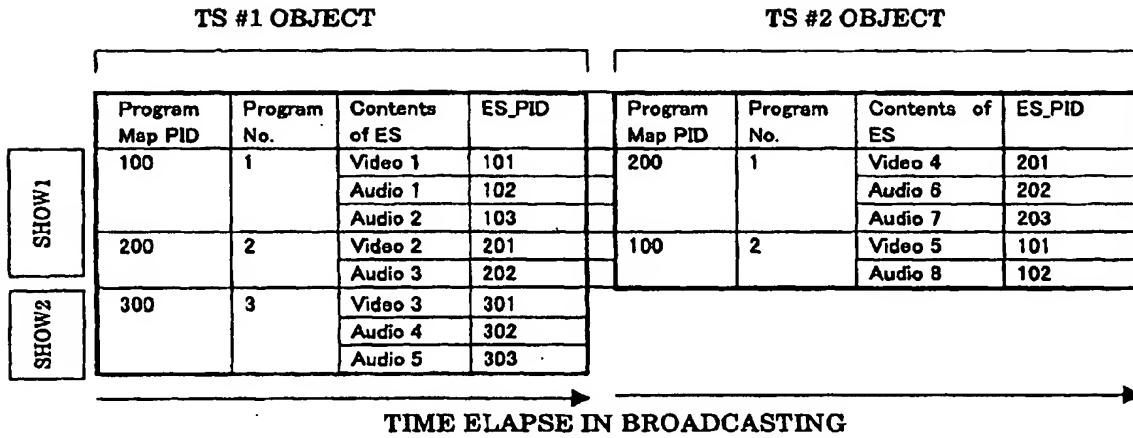 TS #1 OBJECT TS #2 OBJECT
Program Map PID Program No. Contents of ES ES_PID Program Map PID Program No. Contents of ES ES_PID
SHOW1
100 1 Video 1 101 200 1 Video 4 201
Audio 1 102 Audio 6 202
Audio 2 103 Audio 7 203
200 2 Video 2 201 100 2 Video 5 101
Audio 3 202 Audio 8 102
SHOW2
300 3 Video 3 301
Audio 4 302
Audio 5 303
TIME ELAPSE IN BROADCASTING